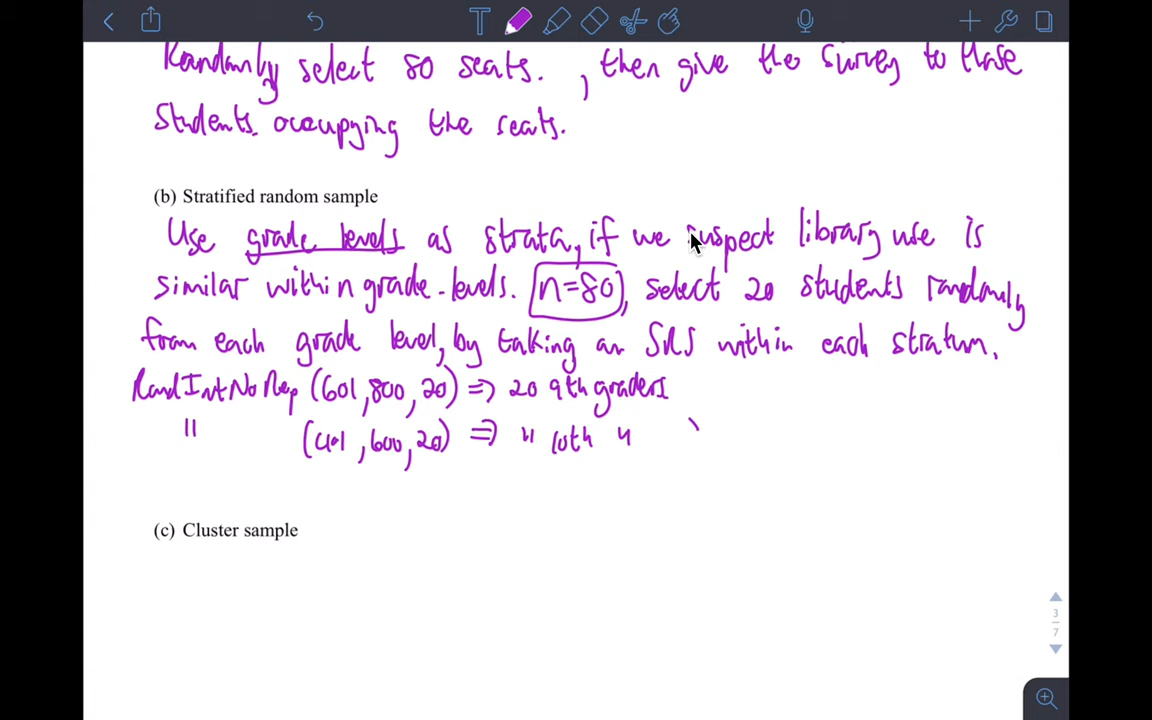 Randomly select 80 seats. , then give the survey to those
students occupying the seats.
(b) Stratified random sample
Use grade levels as strata, if we suspect library use is
similar within grade-levels. n=80, select 20 students randomly
from each grade level, by taking an SRS within each stratum.
RandIntNoRep (601,800,20) => 20 9th graders
" (401,600,20) => " 10th "
(c) Cluster sample
3
7